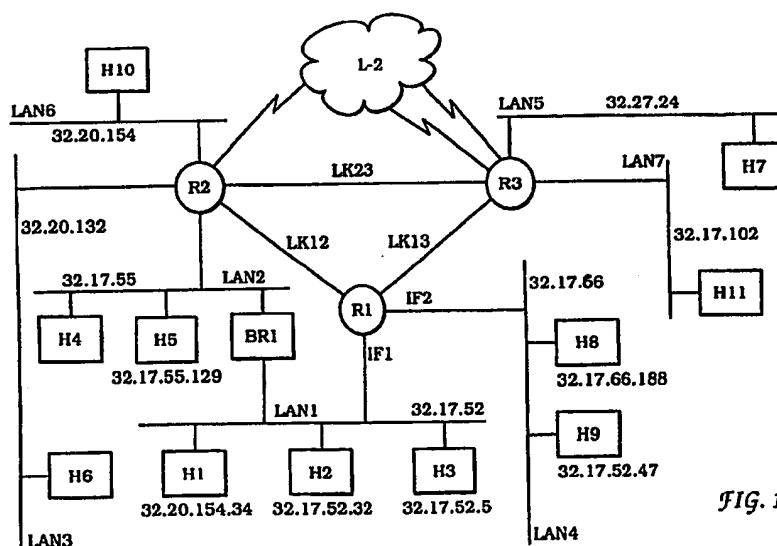 L-2
H10
LAN6
32.20.154
LAN5
32.27.24
H7
R2
LK23
R3
LAN7
32.20.132
LK12
LK13
32.17.102
H11
32.17.55
LAN2
H4
H5
BR1
32.17.55.129
R1
IF2
IF1
32.17.66
H8
32.17.66.188
LAN1
32.17.52
H9
32.17.52.47
H6
H1
H2
H3
32.20.154.34
32.17.52.32
32.17.52.5
LAN3
LAN4